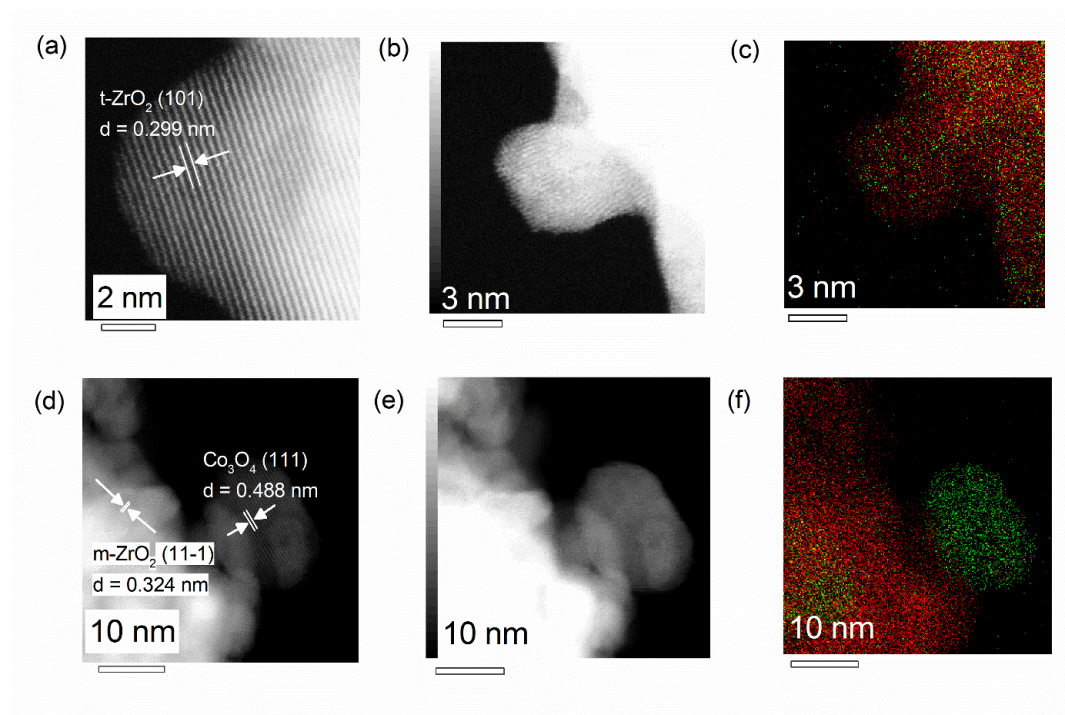 (a)
t-ZrO₂ (101)
d = 0.299 nm
2 nm
(b)
3 nm
(c)
3 nm
(d)
Co₃O₄ (111)
d = 0.488 nm
m-ZrO₂ (11-1)
d = 0.324 nm
10 nm
(e)
10 nm
(f)
10 nm